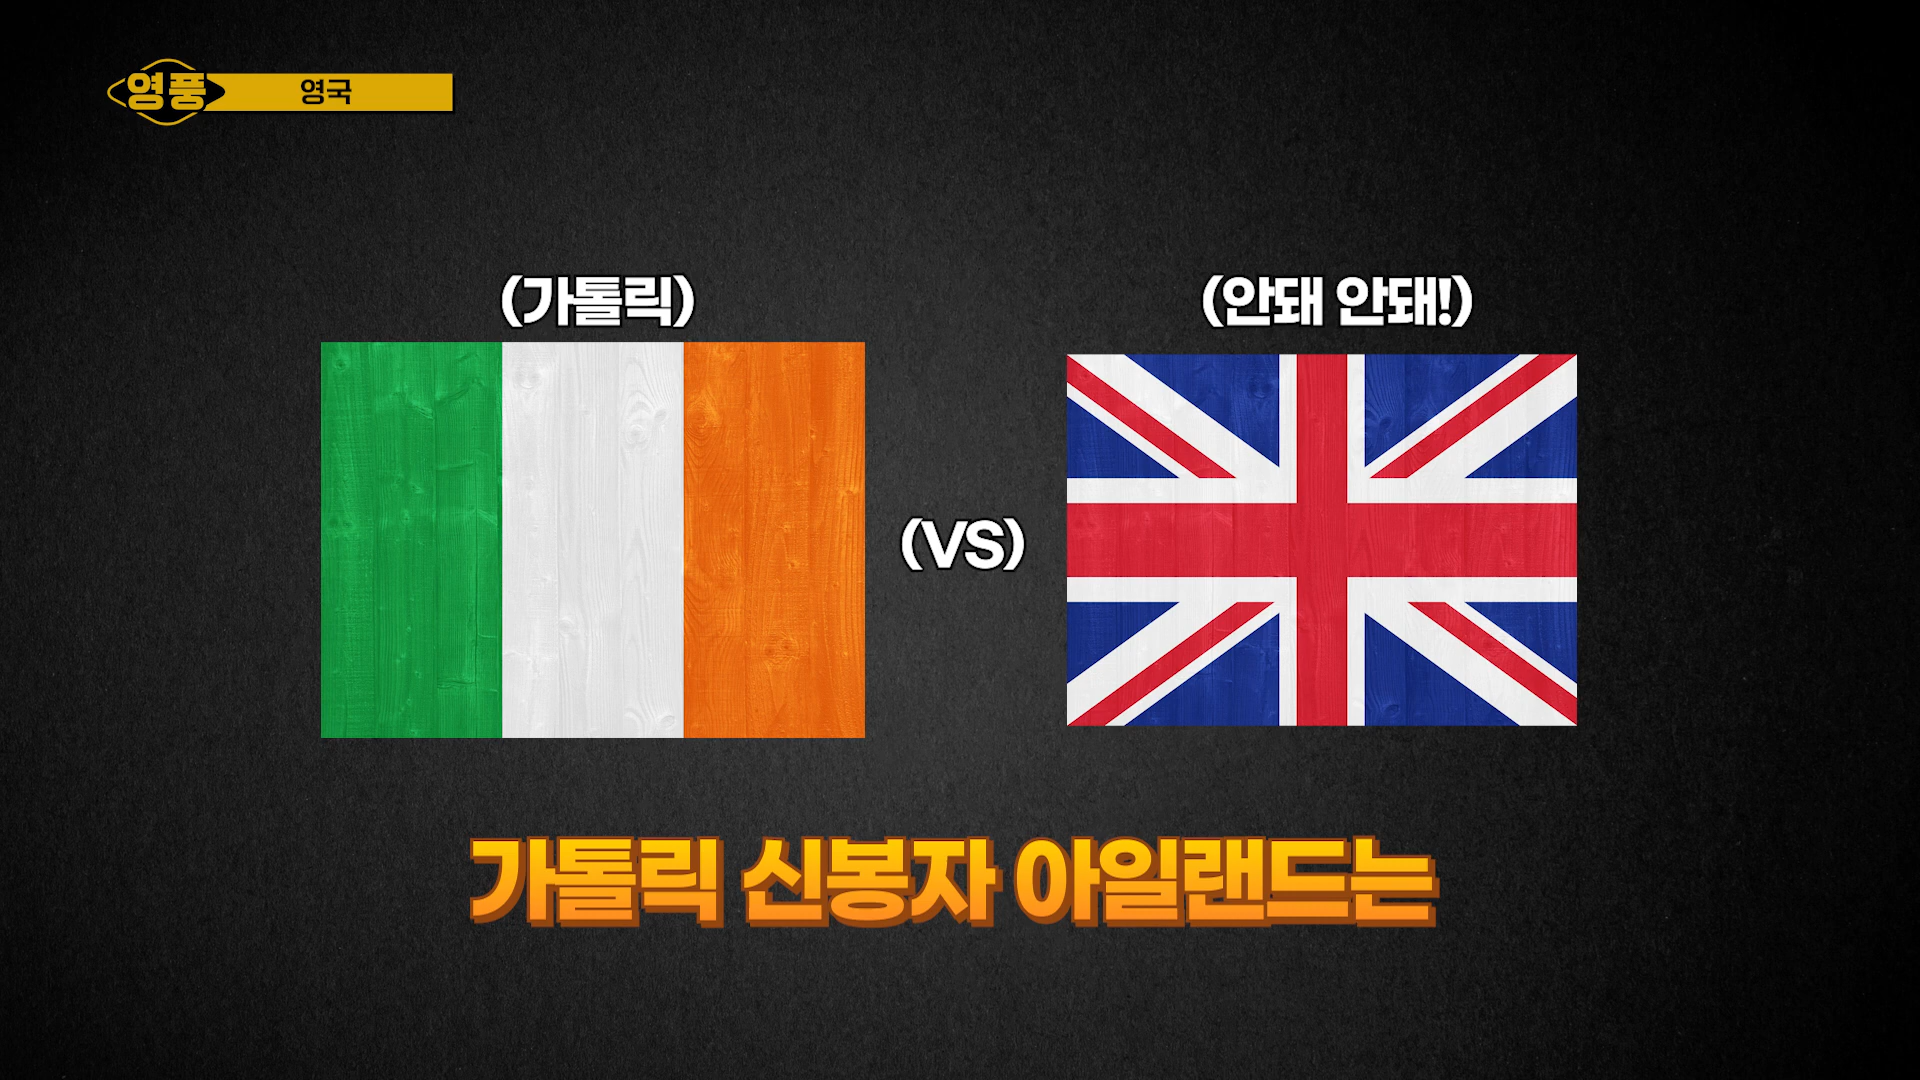 영풍
영국
(가톨릭)
(안돼 안돼!)
(VS)
가톨릭 신봉자 아일랜드는